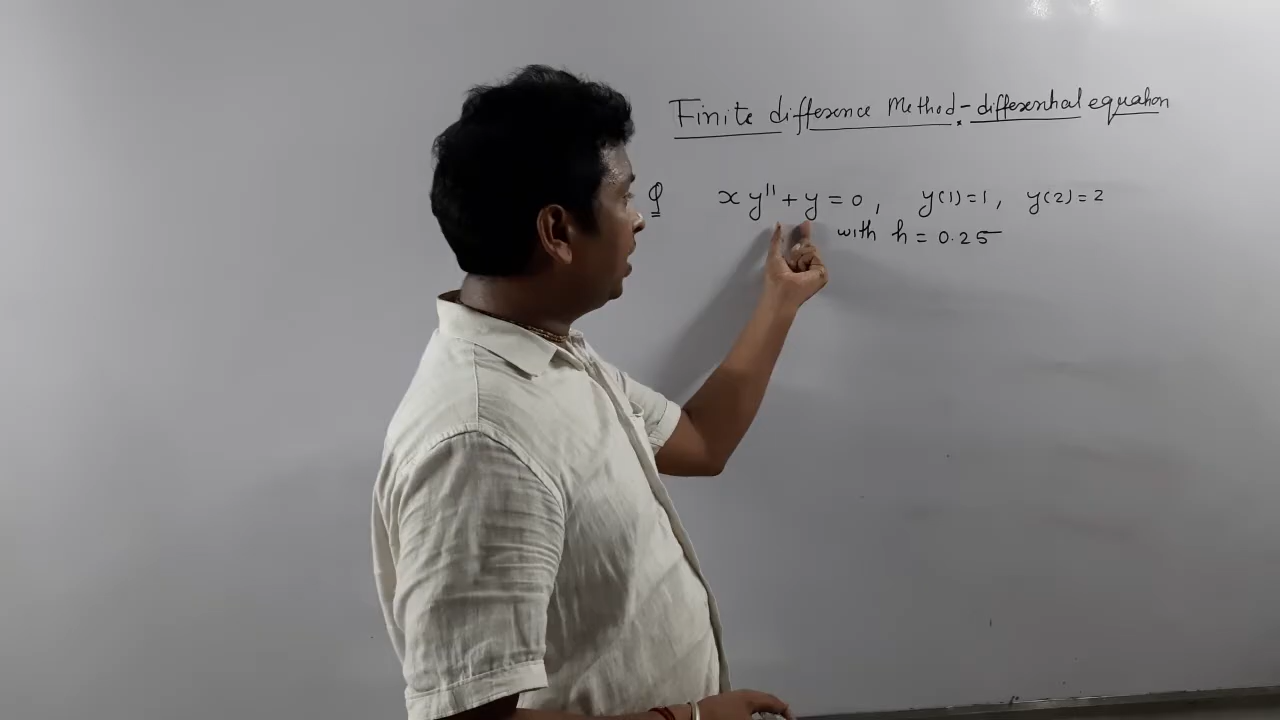 Finite difference Method - differential equation
Q xy'' + y = 0, y(1)=1, y(2)=2
with h = 0.25